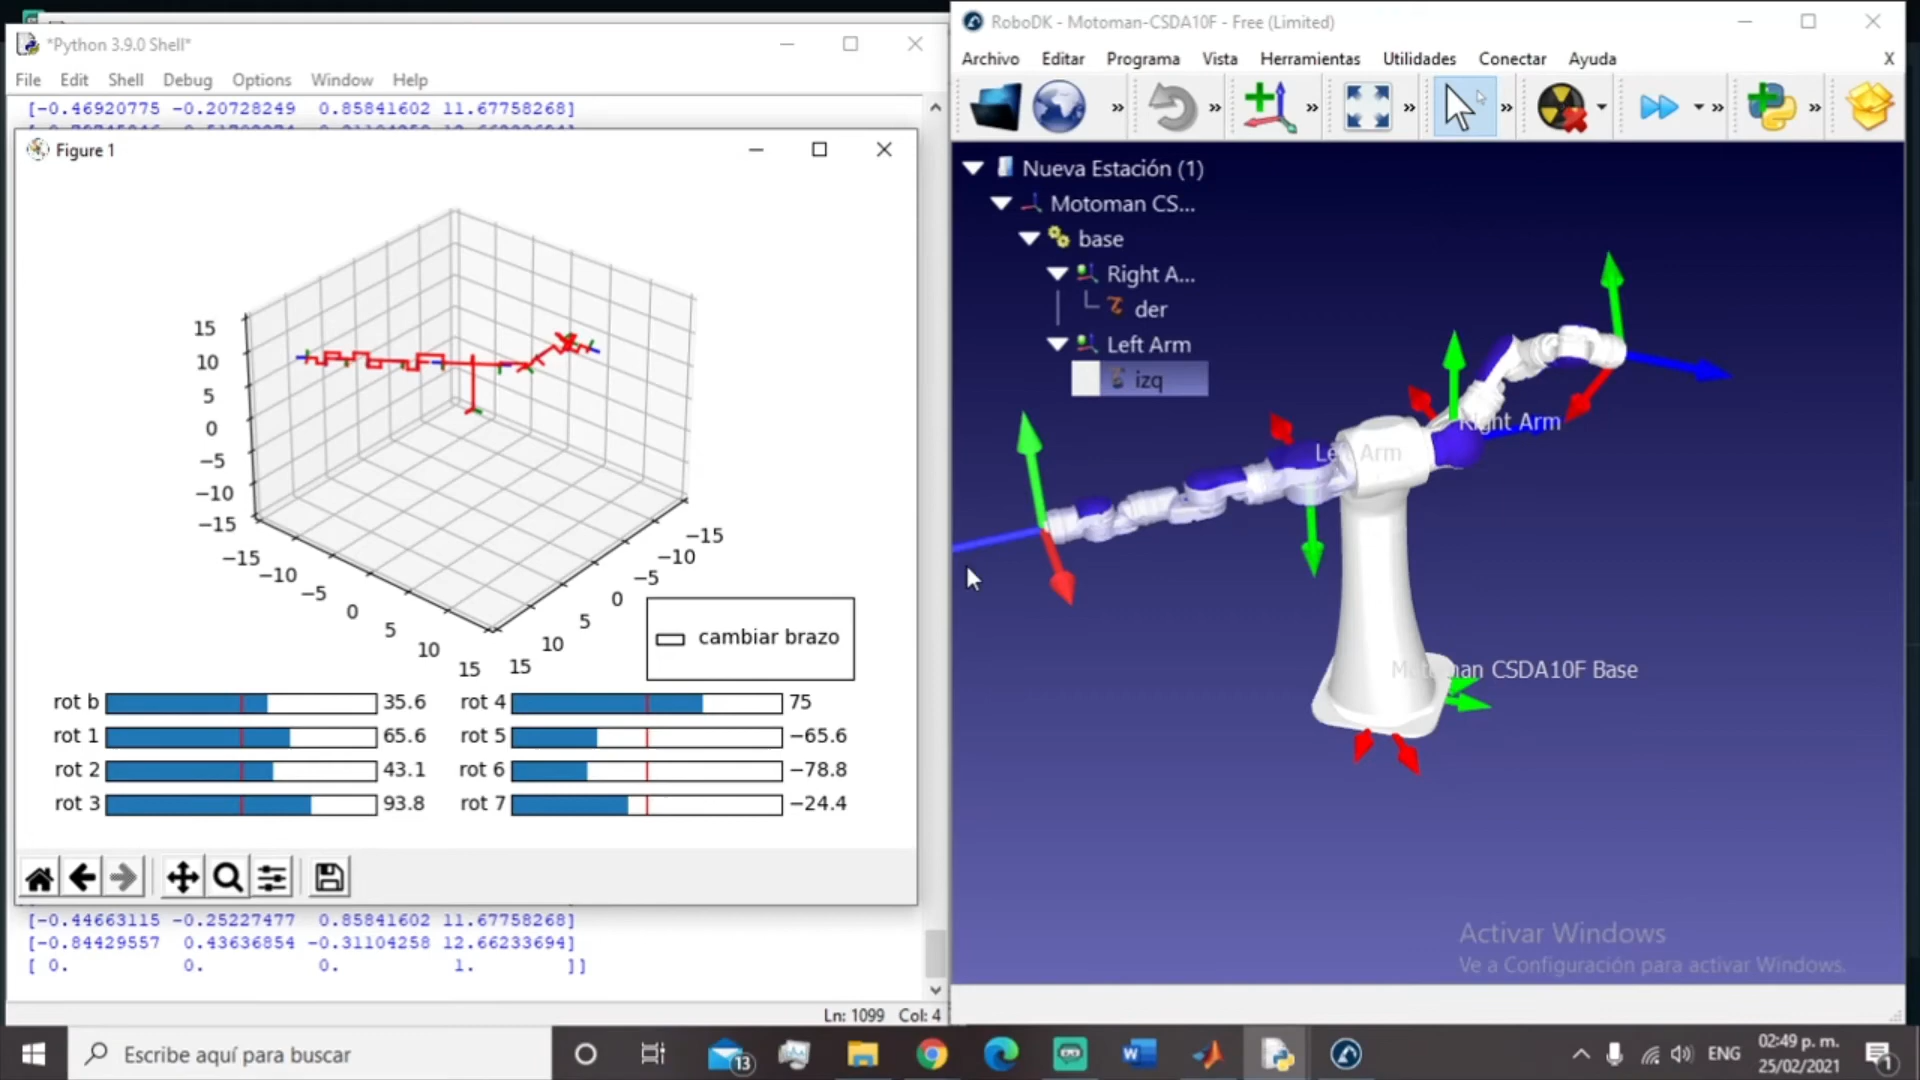 *Python 3.9.0 Shell*
File Edit Shell Debug Options Window Help
[-0.46920775 -0.20728249 0.85841602 11.67758268]
Figure 1
15
10
5
0
−5
−10
−15
−15
−10
−5
0
5
10
15
−15
−10
−5
0
5
10
15
cambiar brazo
rot b 35.6
rot 1 65.6
rot 2 43.1
rot 3 93.8
rot 4 75
rot 5 −65.6
rot 6 −78.8
rot 7 −24.4
[-0.44663115 -0.25227477 0.85841602 11.67758268]
[-0.84429557 0.43636854 -0.31104258 12.66233694]
[ 0. 0. 0. 1. ]]
Ln: 1099 Col: 4
RoboDK - Motoman-CSDA10F - Free (Limited)
Archivo Editar Programa Vista Herramientas Utilidades Conectar Ayuda X
Nueva Estación (1)
Motoman CS...
base
Right A...
der
Left Arm
izq
Right Arm
Left Arm
Motoman CSDA10F Base
Activar Windows
Ve a Configuración para activar Windows.
Escribe aquí para buscar
13
ENG
02:49 p. m.
25/02/2021
1